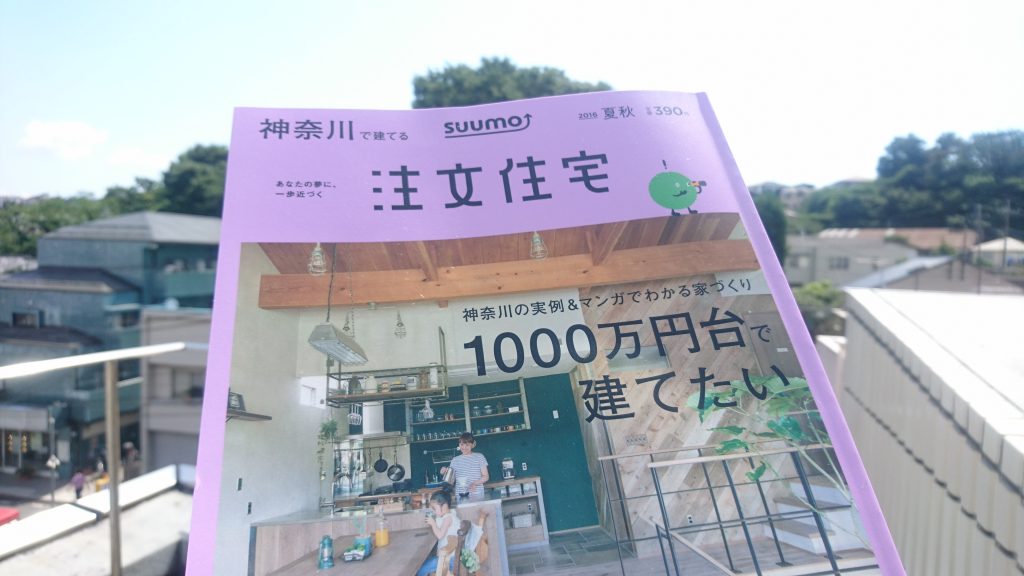 神奈川で建てる
SUUMO
2016 夏秋 定価390円
あなたの夢に、
一歩近づく
注文住宅
神奈川の実例&マンガでわかる家づくり
1000万円台で
建てたい